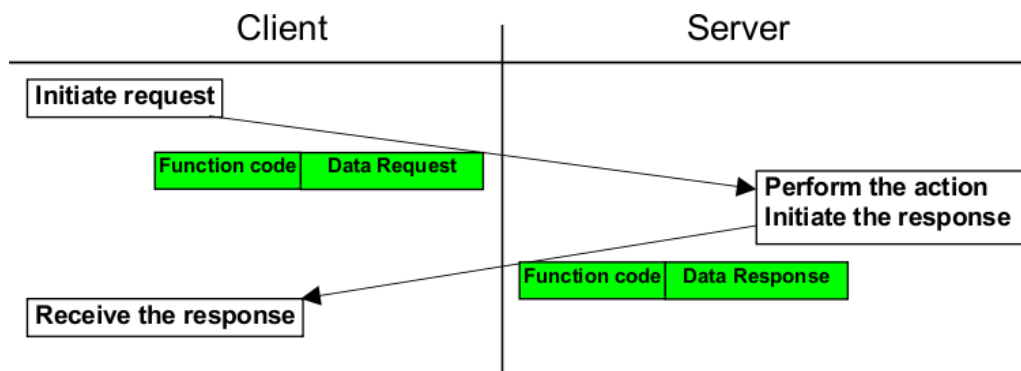 Client
Server
Initiate request
Function code
Data Request
Perform the action
Initiate the response
Function code
Data Response
Receive the response